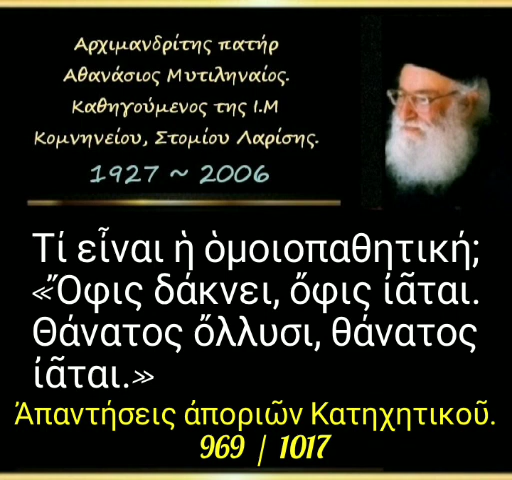 Αρχιμανδρίτης πατήρ
Αθανάσιος Μυτιληναίος.
Καθηγούμενος της Ι.Μ
Κομνηνείου, Στομίου Λαρίσης.
1927 ~ 2006
Τί εἶναι ἡ ὁμοιοπαθητική;
«Ὄφις δάκνει, ὄφις ἰᾶται.
Θάνατος ὄλλυσι, θάνατος
ἰᾶται.»
Ἀπαντήσεις ἀποριῶν Κατηχητικοῦ.
969 / 1017